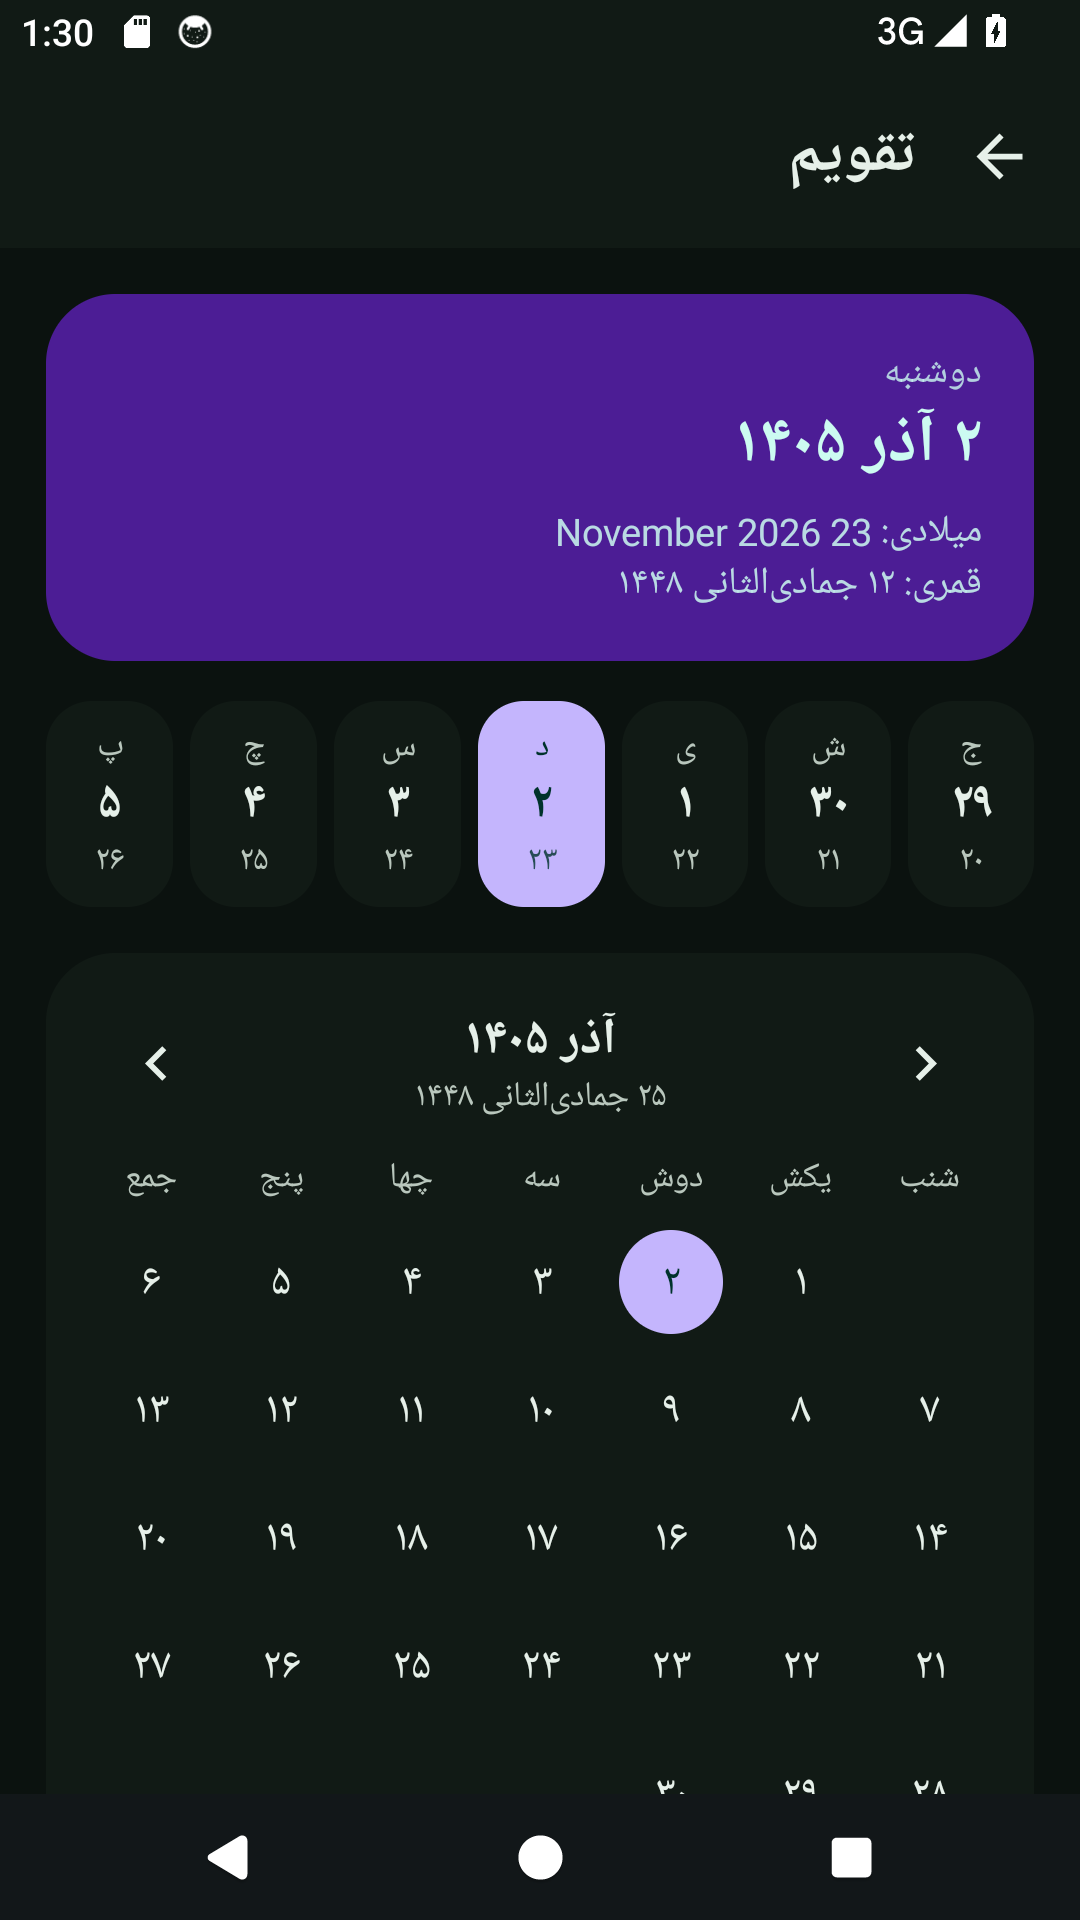 1:30 3G
تقویم
دوشنبه
۲ آذر ۱۴۰۵
میلادی: 23 November 2026
قمری: ۱۲ جمادی‌الثانی ۱۴۴۸
ج ش ی د س چ پ
۲۹ ۳۰ ۱ ۲ ۳ ۴ ۵
۲۰ ۲۱ ۲۲ ۲۳ ۲۴ ۲۵ ۲۶
آذر ۱۴۰۵
۲۵ جمادی‌الثانی ۱۴۴۸
شنب یکش دوش سه چها پنج جمع
۱ ۲ ۳ ۴ ۵ ۶
۷ ۸ ۹ ۱۰ ۱۱ ۱۲ ۱۳
۱۴ ۱۵ ۱۶ ۱۷ ۱۸ ۱۹ ۲۰
۲۱ ۲۲ ۲۳ ۲۴ ۲۵ ۲۶ ۲۷
۲۸ ۲۹ ۳۰